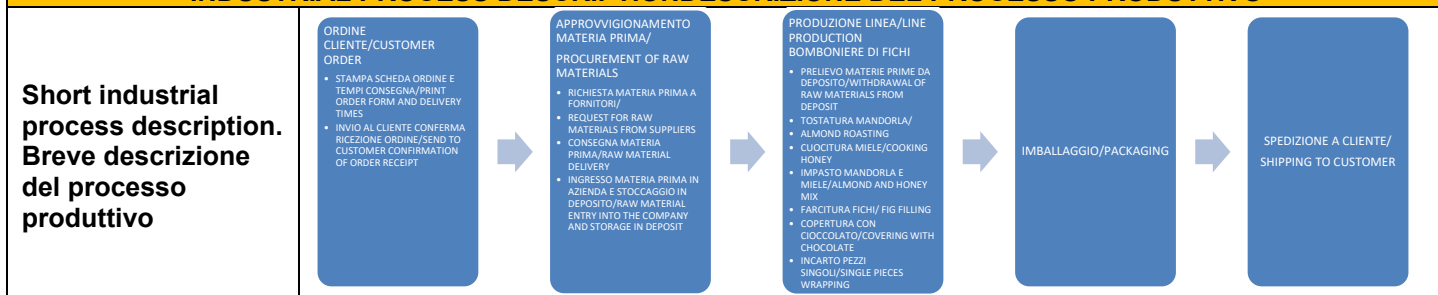 INDUSTRIAL PROCESS DESCRIPTION/DESCRIZIONE DEL PROCESSO PRODUTTIVO
Short industrial
process description.
Breve descrizione
del processo
produttivo
ORDINE
CLIENTE/CUSTOMER
ORDER
• STAMPA SCHEDA ORDINE E
TEMPI CONSEGNA/PRINT
ORDER FORM AND DELIVERY
TIMES
• INVIO AL CLIENTE CONFERMA
RICEZIONE ORDINE/SEND TO
CUSTOMER CONFIRMATION
OF ORDER RECEIPT
APPROVVIGIONAMENTO
MATERIA PRIMA/
PROCUREMENT OF RAW
MATERIALS
• RICHIESTA MATERIA PRIMA A
FORNITORI/
• REQUEST FOR RAW
MATERIALS FROM SUPPLIERS
• CONSEGNA MATERIA
PRIMA/RAW MATERIAL
DELIVERY
• INGRESSO MATERIA PRIMA IN
AZIENDA E STOCCAGGIO IN
DEPOSITO/RAW MATERIAL
ENTRY INTO THE COMPANY
AND STORAGE IN DEPOSIT
PRODUZIONE LINEA/LINE
PRODUCTION
BOMBONIERE DI FICHI
• PRELIEVO MATERIE PRIME DA
DEPOSITO/WITHDRAWAL OF
RAW MATERIALS FROM
DEPOSIT
• TOSTATURA MANDORLA/
• ALMOND ROASTING
• CUOCITURA MIELE/COOKING
HONEY
• IMPASTO MANDORLA E
MIELE/ALMOND AND HONEY
MIX
• FARCITURA FICHI/ FIG FILLING
• COPERTURA CON
CIOCCOLATO/COVERING WITH
CHOCOLATE
• INCARTO PEZZI
SINGOLI/SINGLE PIECES
WRAPPING
IMBALLAGGIO/PACKAGING
SPEDIZIONE A CLIENTE/
SHIPPING TO CUSTOMER